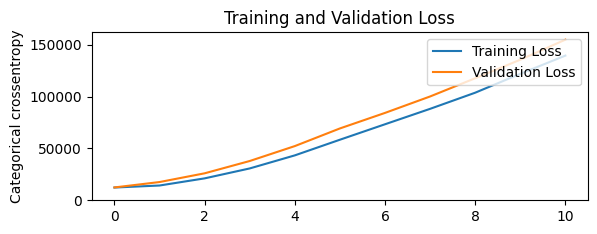 Training and Validation Loss
Categorical crossentropy
150000
100000
50000
0
Training Loss
Validation Loss
0 2 4 6 8 10